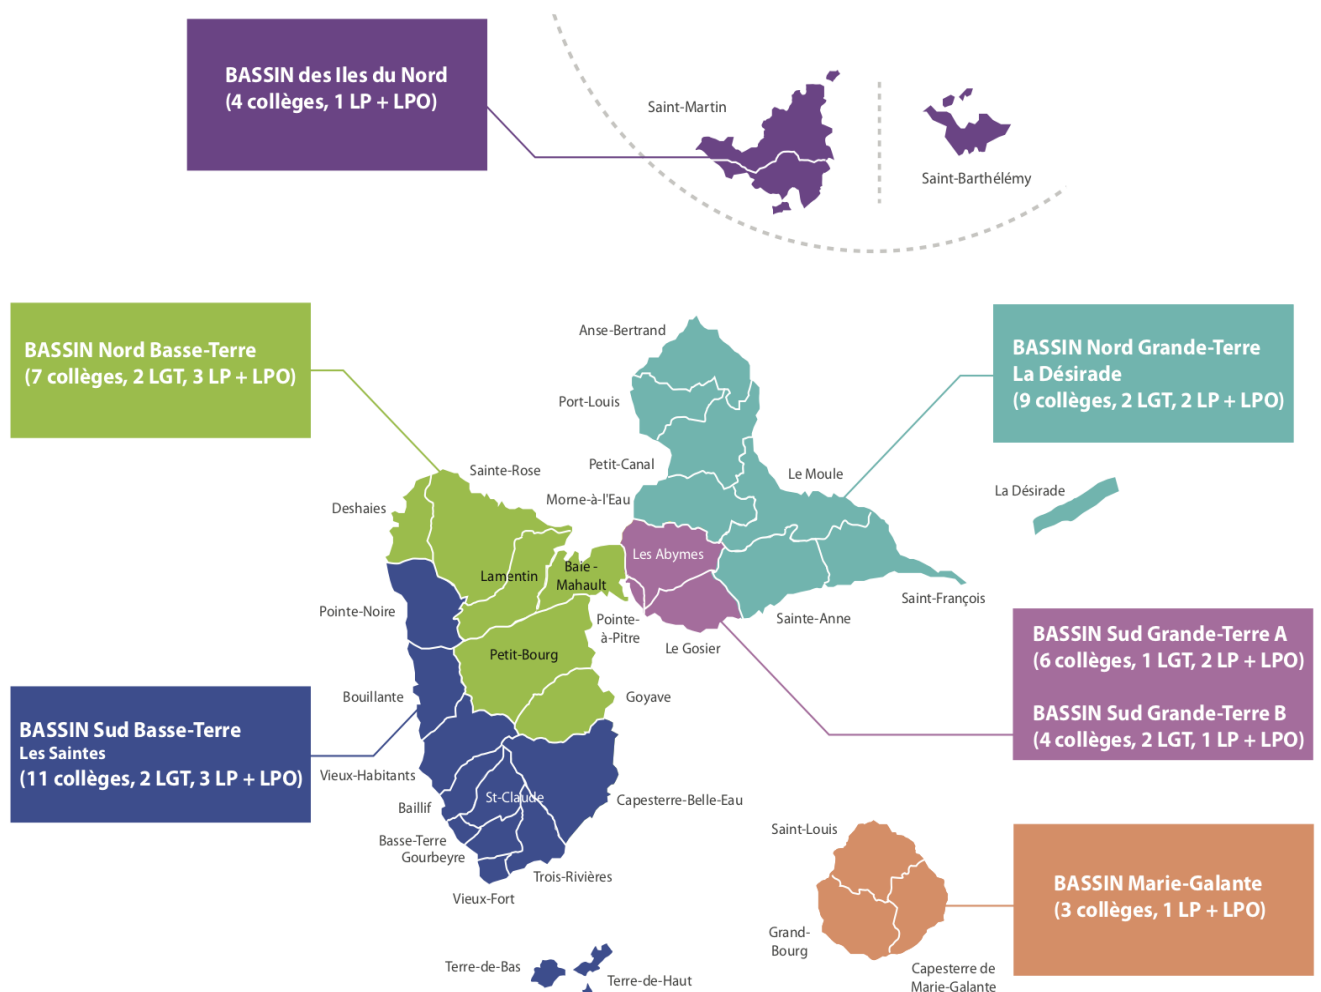 BASSIN des Iles du Nord
(4 collèges, 1 LP + LPO)
Saint-Martin
Saint-Barthélémy
BASSIN Nord Basse-Terre
(7 collèges, 2 LGT, 3 LP + LPO)
Anse-Bertrand
BASSIN Nord Grande-Terre
La Désirade
(9 collèges, 2 LGT, 2 LP + LPO)
Port-Louis
Petit-Canal
Sainte-Rose
Le Moule
Morne-à-l'Eau
La Désirade
Deshaies
Les Abymes
Lamentin
Baie -
Mahault
Saint-François
Pointe-Noire
Pointe-
à-Pitre
Sainte-Anne
Le Gosier
BASSIN Sud Grande-Terre A
(6 collèges, 1 LGT, 2 LP + LPO)
BASSIN Sud Grande-Terre B
(4 collèges, 2 LGT, 1 LP + LPO)
Petit-Bourg
Bouillante
Goyave
BASSIN Sud Basse-Terre
Les Saintes
(11 collèges, 2 LGT, 3 LP + LPO)
Vieux-Habitants
St-Claude
Capesterre-Belle-Eau
Baillif
Basse-Terre
Gourbeyre
Trois-Rivières
Vieux-Fort
Saint-Louis
BASSIN Marie-Galante
(3 collèges, 1 LP + LPO)
Grand-
Bourg
Capesterre de
Marie-Galante
Terre-de-Bas
Terre-de-Haut